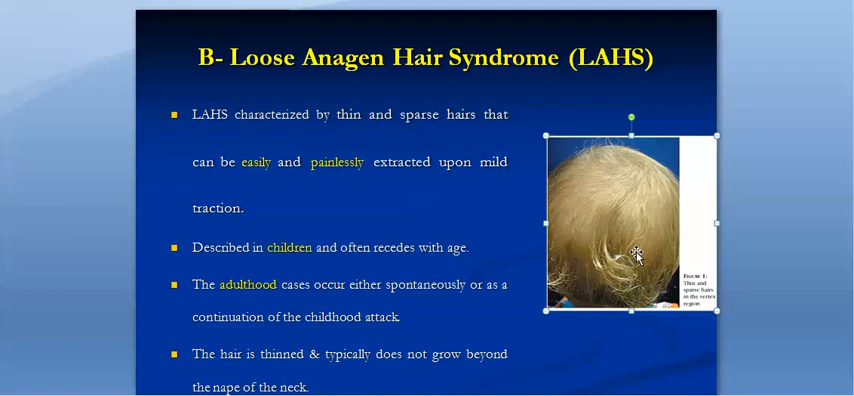 B- Loose Anagen Hair Syndrome (LAHS)
LAHS characterized by thin and sparse hairs that
can be easily and painlessly extracted upon mild
traction.
Described in children and often recedes with age.
The adulthood cases occur either spontaneously or as a
continuation of the childhood attack.
The hair is thinned & typically does not grow beyond
the nape of the neck.
FIGURE 1:
Thin and
sparse hairs
in the vertex
region